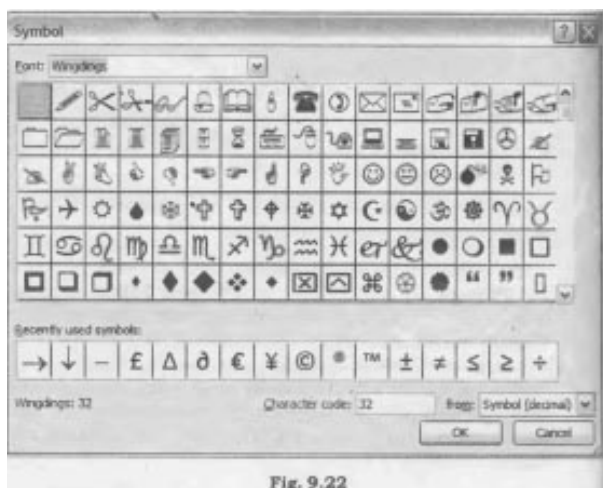 Symbol
Font: Wingdings
Recently used symbols:
→ ↓ – £ Δ ∂ € ¥ © ® ™ ± ≠ ≤ ≥ ÷
Wingdings: 32 Character code: 32 from: Symbol (decimal)
OK Cancel
Fig. 9.22